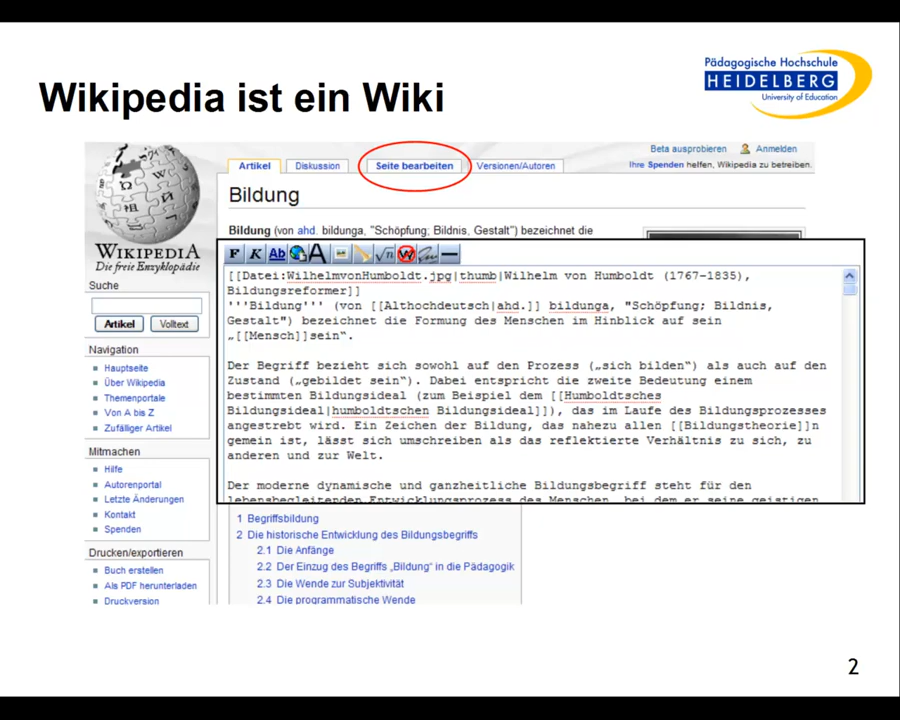 Pädagogische Hochschule
HEIDELBERG
University of Education
Wikipedia ist ein Wiki
Beta ausprobieren Anmelden
Artikel Diskussion Seite bearbeiten Versionen/Autoren
Ihre Spenden helfen, Wikipedia zu betreiben.
Bildung
Bildung (von ahd. bildunga, "Schöpfung; Bildnis, Gestalt") bezeichnet die
WIKIPEDIA
Die freie Enzyklopädie
Suche
Artikel Volltext
Navigation
Hauptseite
Über Wikipedia
Themenportale
Von A bis Z
Zufälliger Artikel
Mitmachen
Hilfe
Autorenportal
Letzte Änderungen
Kontakt
Spenden
Drucken/exportieren
Buch erstellen
Als PDF herunterladen
Druckversion
F K Ab A √n W
[[Datei:WilhelmvonHumboldt.jpg|thumb|Wilhelm von Humboldt (1767-1835),
Bildungsreformer]]
'''Bildung''' (von [[Althochdeutsch|ahd.]] bildunga, "Schöpfung; Bildnis,
Gestalt") bezeichnet die Formung des Menschen im Hinblick auf sein
„[[Mensch]]sein“.
Der Begriff bezieht sich sowohl auf den Prozess („sich bilden“) als auch auf den
Zustand („gebildet sein“). Dabei entspricht die zweite Bedeutung einem
bestimmten Bildungsideal (zum Beispiel dem [[Humboldtsches
Bildungsideal|humboldtschen Bildungsideal]]), das im Laufe des Bildungsprozesses
angestrebt wird. Ein Zeichen der Bildung, das nahezu allen [[Bildungstheorie]]n
gemein ist, lässt sich umschreiben als das reflektierte Verhältnis zu sich, zu
anderen und zur Welt.
Der moderne dynamische und ganzheitliche Bildungsbegriff steht für den
lebensbegleitenden Entwicklungsprozess des Menschen, bei dem er seine geistigen
1 Begriffsbildung
2 Die historische Entwicklung des Bildungsbegriffs
2.1 Die Anfänge
2.2 Der Einzug des Begriffs „Bildung“ in die Pädagogik
2.3 Die Wende zur Subjektivität
2.4 Die programmatische Wende
2